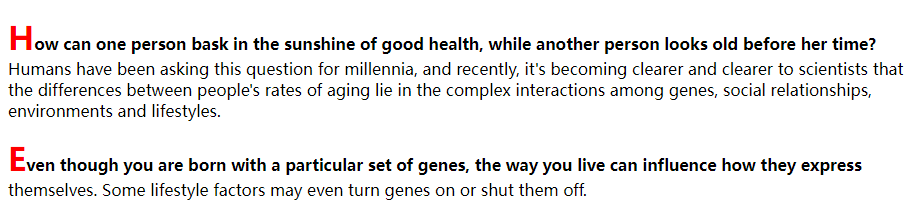 How can one person bask in the sunshine of good health, while another person looks old before her time?
Humans have been asking this question for millennia, and recently, it's becoming clearer and clearer to scientists that
the differences between people's rates of aging lie in the complex interactions among genes, social relationships,
environments and lifestyles.
Even though you are born with a particular set of genes, the way you live can influence how they express
themselves. Some lifestyle factors may even turn genes on or shut them off.